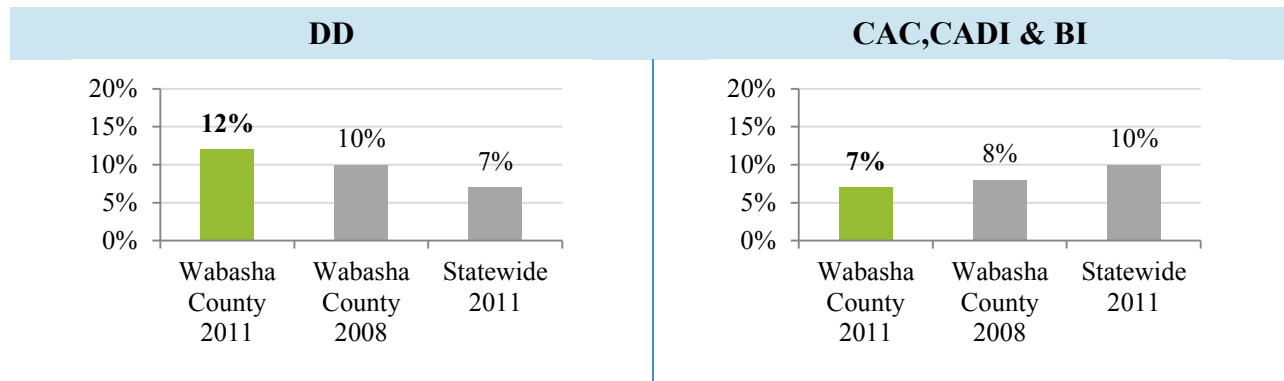 DD
20%
15%
10%
5%
0%
12%
10%
7%
Wabasha
County
2011
Wabasha
County
2008
Statewide
2011
CAC,CADI & BI
20%
15%
10%
5%
0%
7%
8%
10%
Wabasha
County
2011
Wabasha
County
2008
Statewide
2011